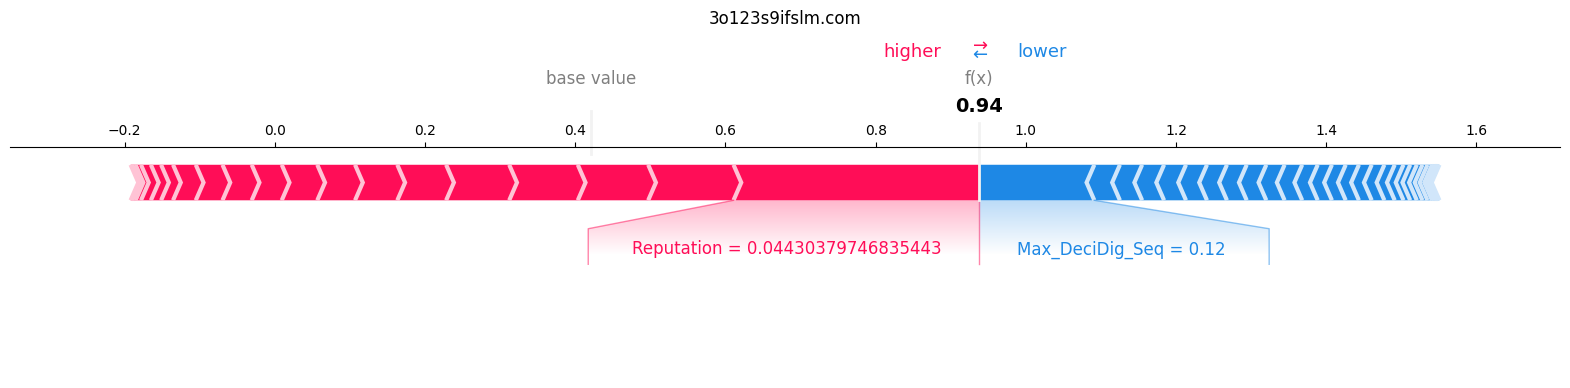 3o123s9ifslm.com
higher ⇄ lower
base value f(x)
0.94
−0.2 0.0 0.2 0.4 0.6 0.8 1.0 1.2 1.4 1.6
Reputation = 0.04430379746835443 Max_DeciDig_Seq = 0.12